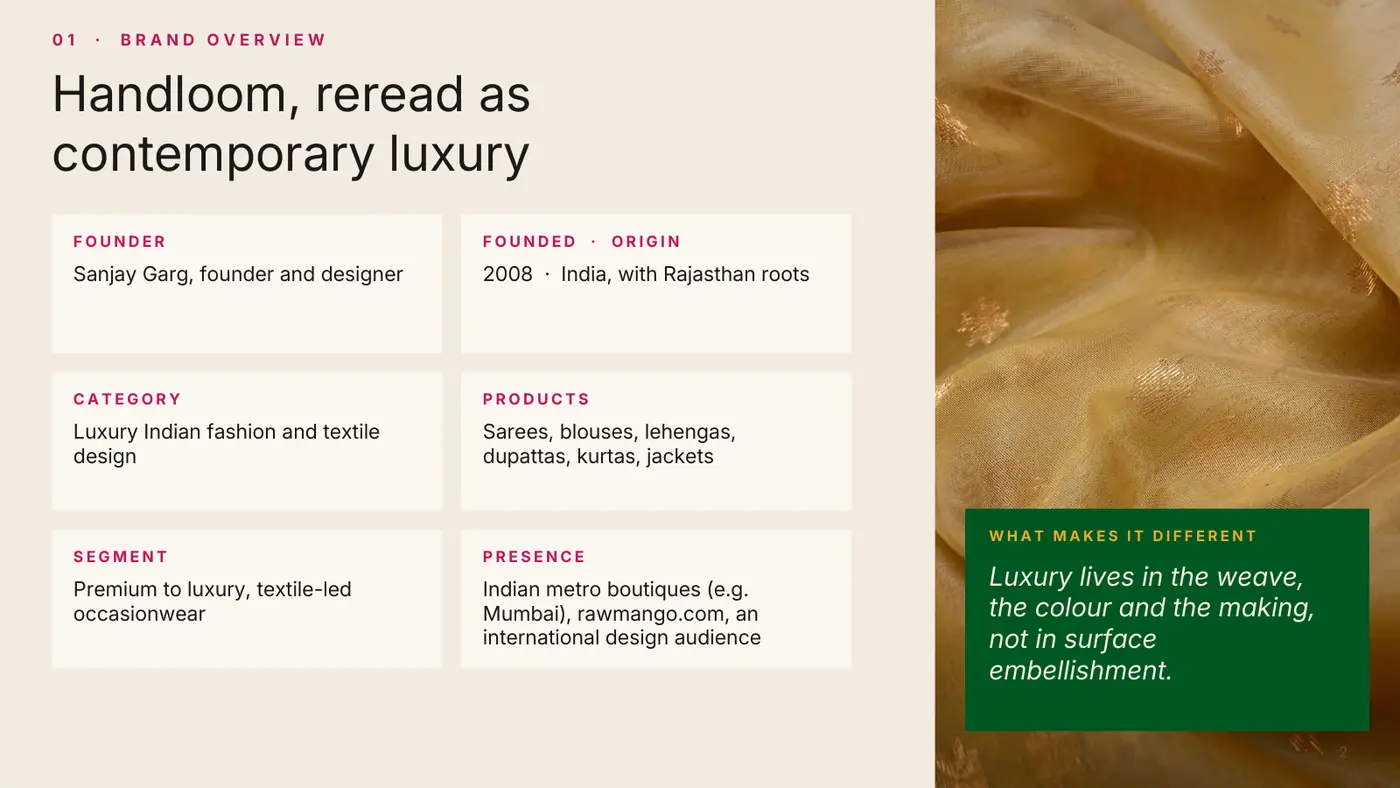 01 · BRAND OVERVIEW
Handloom, reread as
contemporary luxury
FOUNDER
Sanjay Garg, founder and designer
FOUNDED · ORIGIN
2008 · India, with Rajasthan roots
CATEGORY
Luxury Indian fashion and textile
design
PRODUCTS
Sarees, blouses, lehengas,
dupattas, kurtas, jackets
SEGMENT
Premium to luxury, textile-led
occasionwear
PRESENCE
Indian metro boutiques (e.g.
Mumbai), rawmango.com, an
international design audience
WHAT MAKES IT DIFFERENT
Luxury lives in the weave,
the colour and the making,
not in surface
embellishment.
2